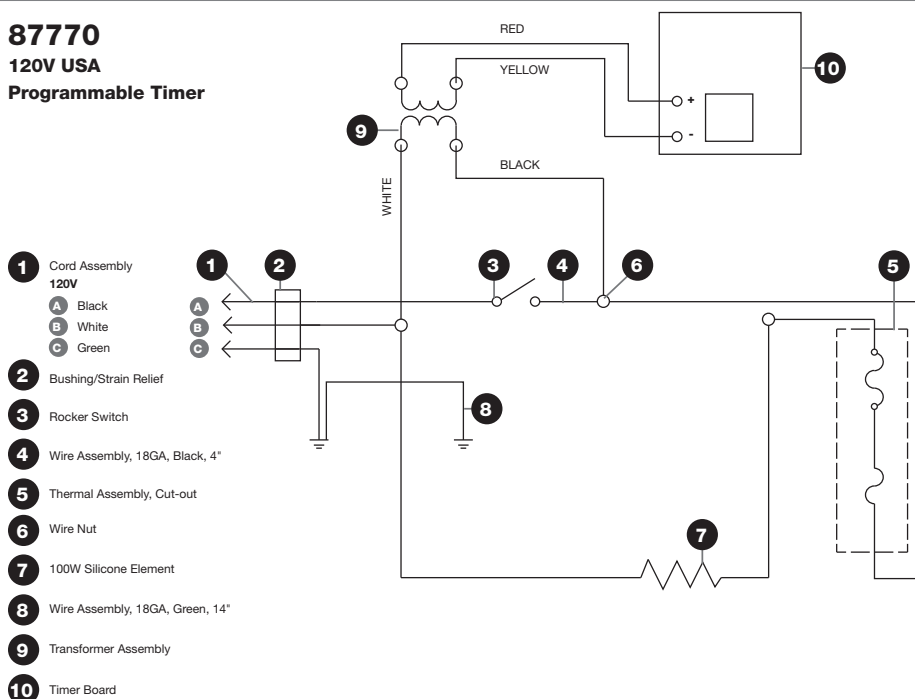 87770
120V USA
Programmable Timer
RED
YELLOW
10
+
-
9
BLACK
WHITE
1 Cord Assembly
120V
A Black
B White
C Green
2 Bushing/Strain Relief
3 Rocker Switch
4 Wire Assembly, 18GA, Black, 4"
5 Thermal Assembly, Cut-out
6 Wire Nut
7 100W Silicone Element
8 Wire Assembly, 18GA, Green, 14"
9 Transformer Assembly
10 Timer Board
1
2
3
4
6
5
A
B
C
8
7